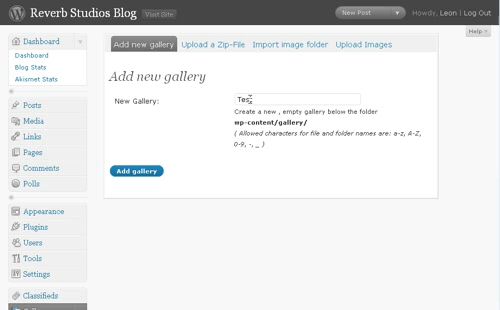 Reverb Studios Blog Visit Site New Post Howdy, Leon | Log Out
Help
Dashboard
Dashboard
Blog Stats
Akismet Stats
Posts
Media
Links
Pages
Comments
Polls
Appearance
Plugins
Users
Tools
Settings
Classifieds
Add new gallery Upload a Zip-File Import image folder Upload Images
Add new gallery
New Gallery:
Create a new , empty gallery below the folder
wp-content/gallery/
( Allowed characters for file and folder names are: a-z, A-Z,
0-9, -, _ )
Add gallery